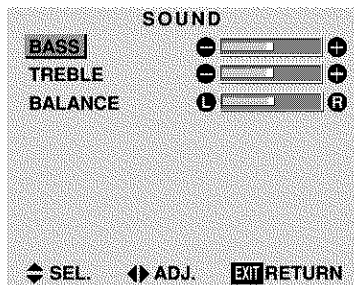 SOUND
BASS
TREBLE
BALANCE L R
SEL. ADJ. EXIT RETURN